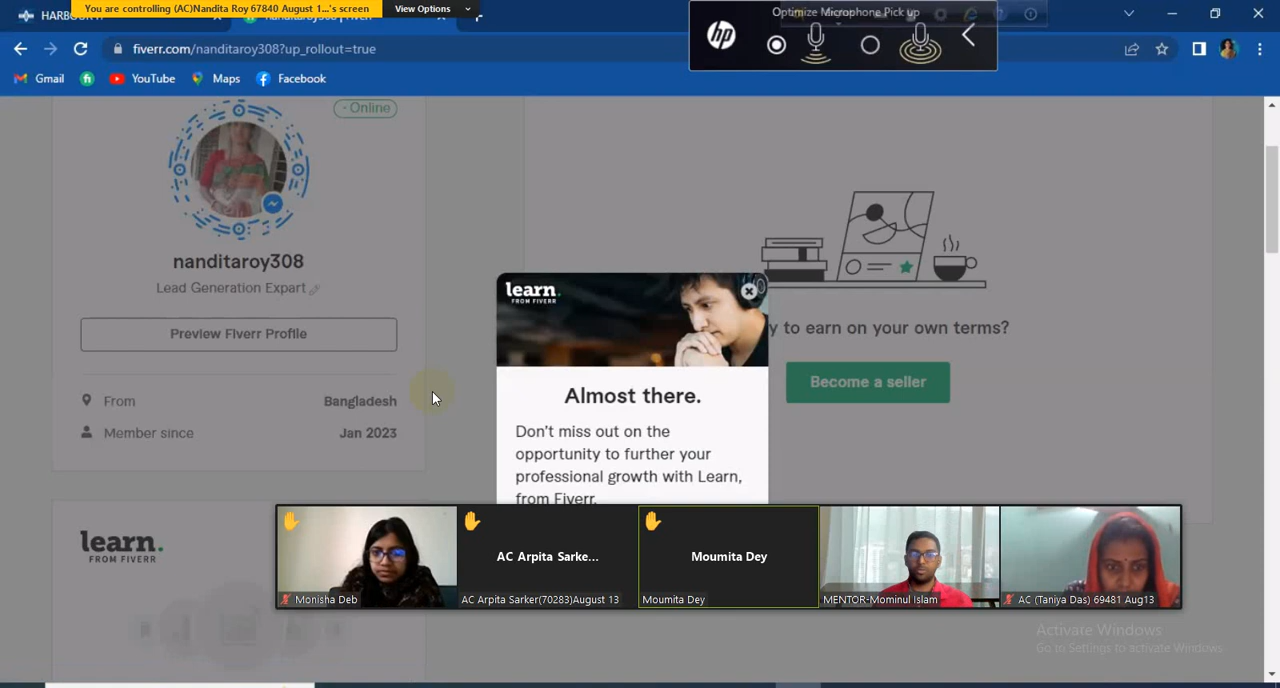 You are controlling (AC)Nandita Roy 67840 August 1...'s screen
View Options
Optimize Microphone Pick up
hp
HARBOUR
fiverr.com/nanditaroy308?up_rollout=true
Gmail
YouTube
Maps
Facebook
Online
nanditaroy308
Lead Generation Expart
Preview Fiverr Profile
From Bangladesh
Member since Jan 2023
y to earn on your own terms?
Become a seller
learn.
FROM FIVERR
Almost there.
Don't miss out on the
opportunity to further your
professional growth with Learn,
from Fiverr.
learn.
FROM FIVERR
Monisha Deb
AC Arpita Sarke...
AC Arpita Sarker(70283)August 13
Moumita Dey
Moumita Dey
MENTOR-Mominul Islam
AC (Taniya Das) 69481 Aug13
Activate Windows
Go to Settings to activate Windows.